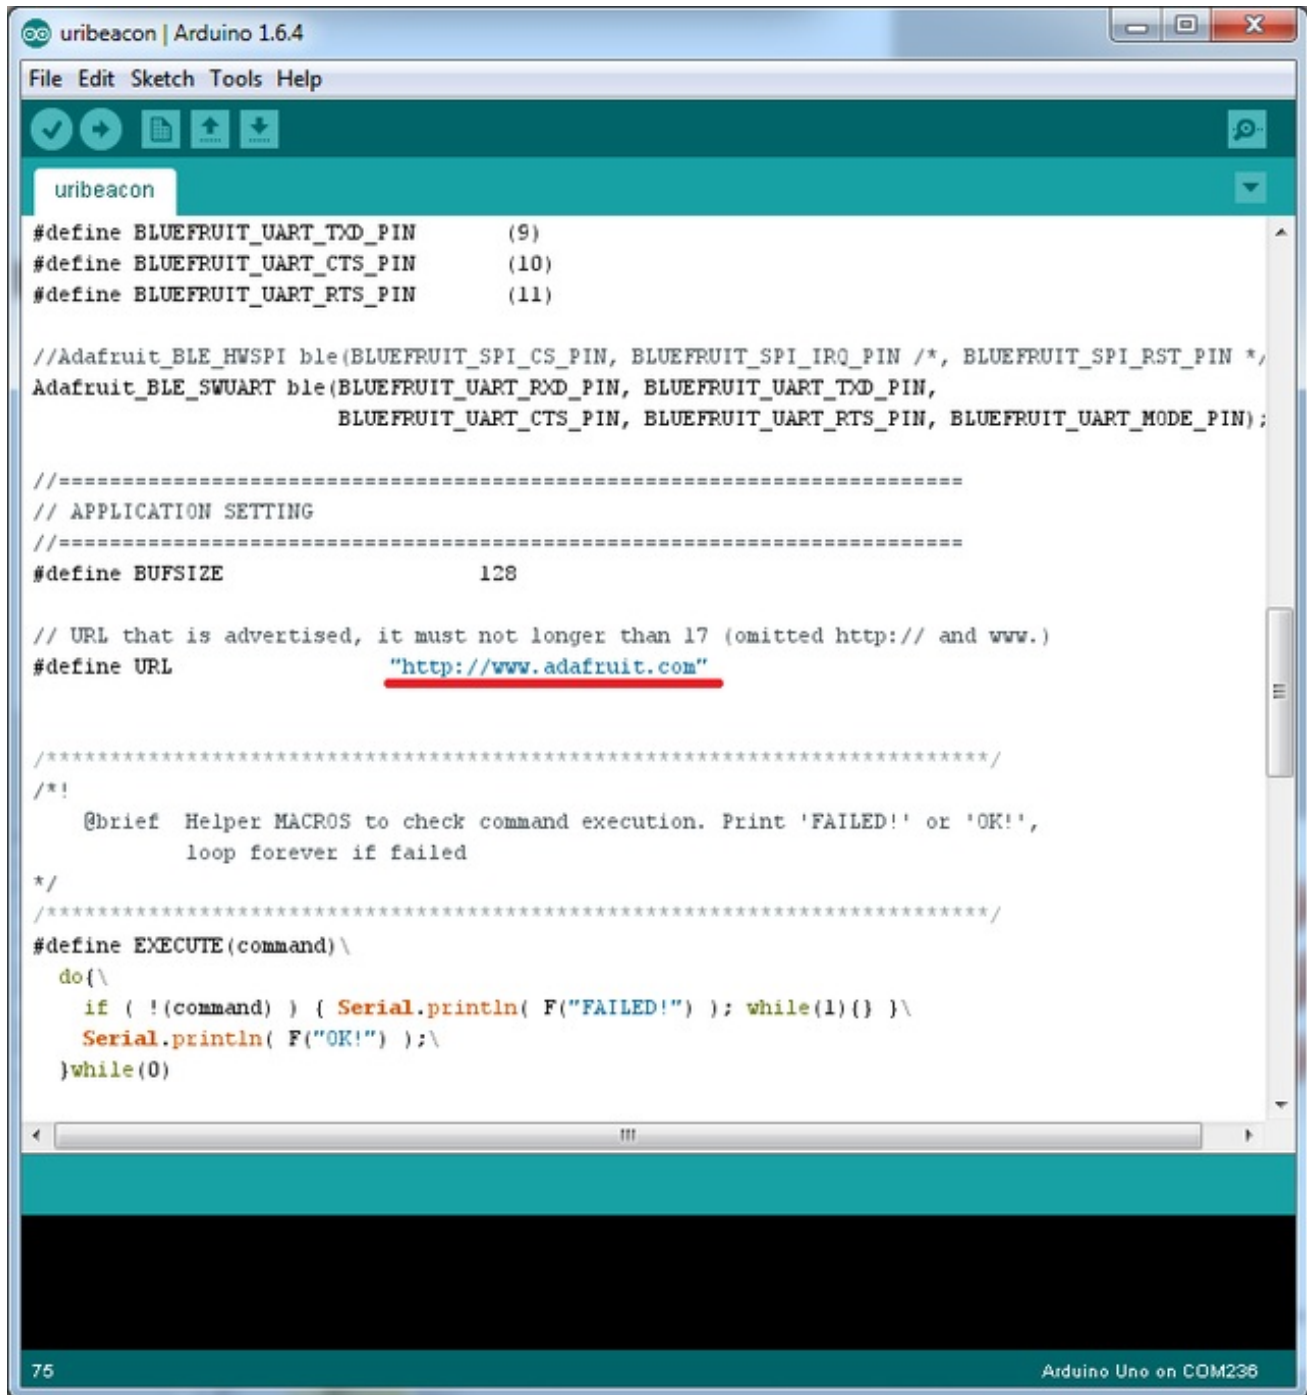 uribeacon | Arduino 1.6.4
File Edit Sketch Tools Help
uribeacon
#define BLUEFRUIT_UART_TXD_PIN (9)
#define BLUEFRUIT_UART_CTS_PIN (10)
#define BLUEFRUIT_UART_RTS_PIN (11)
//Adafruit_BLE_HWSPI ble(BLUEFRUIT_SPI_CS_PIN, BLUEFRUIT_SPI_IRQ_PIN /*, BLUEFRUIT_SPI_RST_PIN */
Adafruit_BLE_SWUART ble(BLUEFRUIT_UART_RXD_PIN, BLUEFRUIT_UART_TXD_PIN,
BLUEFRUIT_UART_CTS_PIN, BLUEFRUIT_UART_RTS_PIN, BLUEFRUIT_UART_MODE_PIN);
//=======================================================================
// APPLICATION SETTING
//=======================================================================
#define BUFSIZE 128
// URL that is advertised, it must not longer than 17 (omitted http:// and www.)
#define URL "http://www.adafruit.com"
/**************************************************************************/
/*!
@brief Helper MACROS to check command execution. Print 'FAILED!' or 'OK!',
loop forever if failed
*/
/**************************************************************************/
#define EXECUTE(command)\
do{\
if ( !(command) ) { Serial.println( F("FAILED!") ); while(1){} }\
Serial.println( F("OK!") );\
}while(0)
75
Arduino Uno on COM236